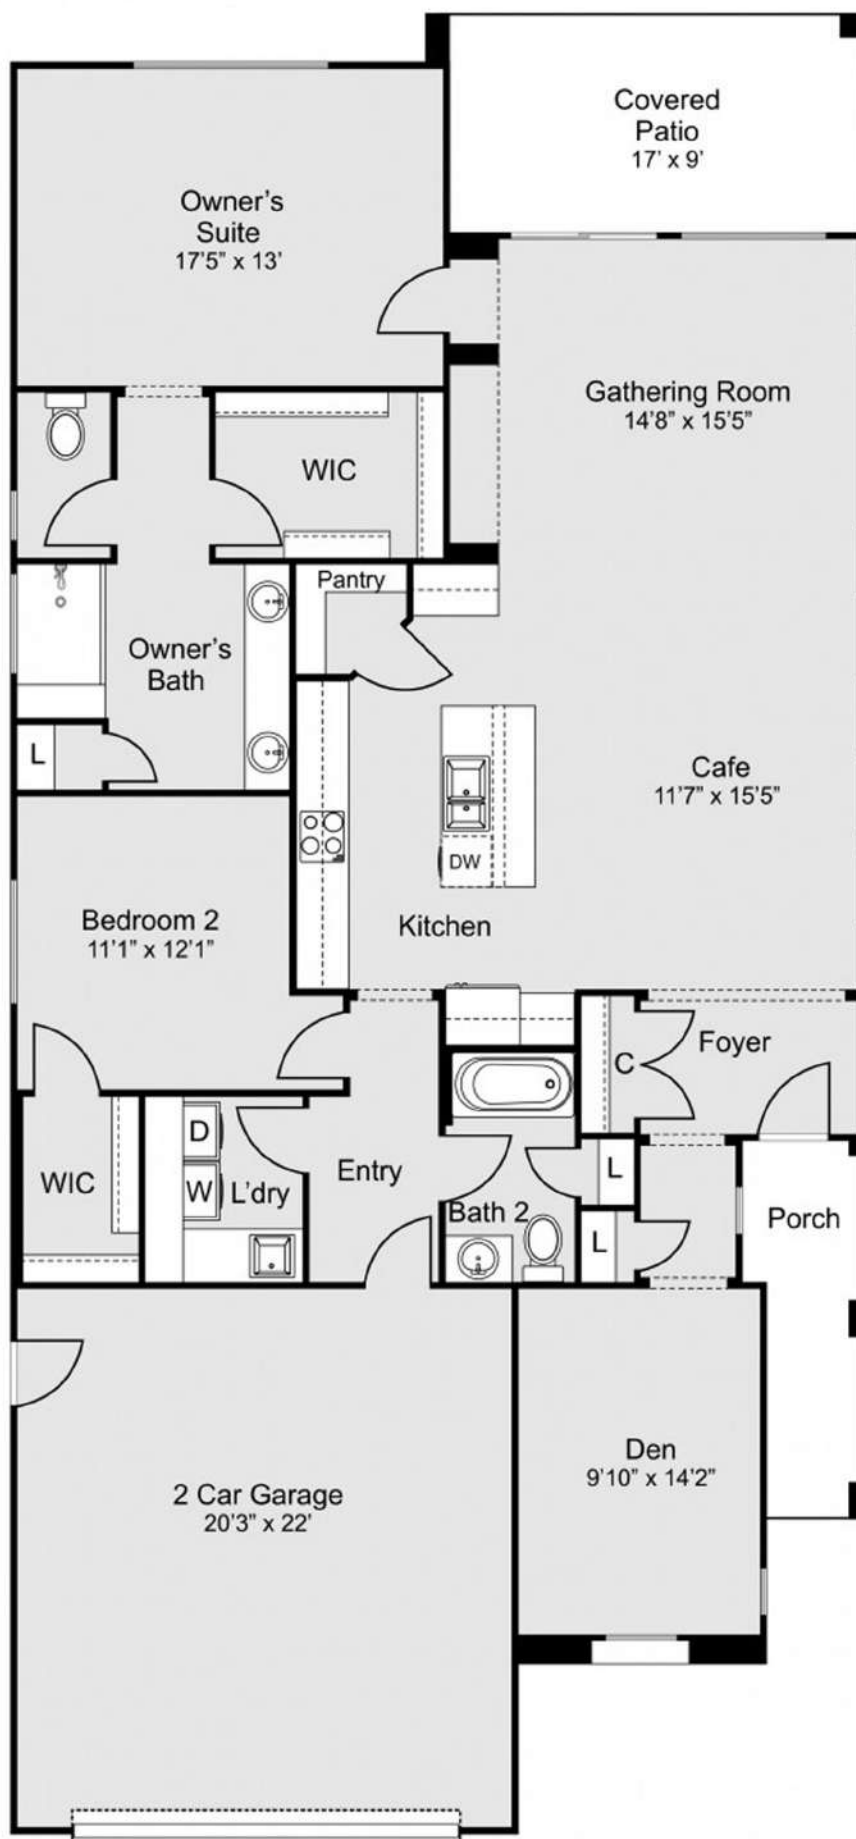 Covered
Patio
17' x 9'
Owner's
Suite
17'5" x 13'
Gathering Room
14'8" x 15'5"
WIC
Pantry
Owner's
Bath
L
Cafe
11'7" x 15'5"
DW
Kitchen
Bedroom 2
11'1" x 12'1"
Foyer
C
D
W
L'dry
WIC
Entry
L
Bath 2
L
Porch
Den
9'10" x 14'2"
2 Car Garage
20'3" x 22'